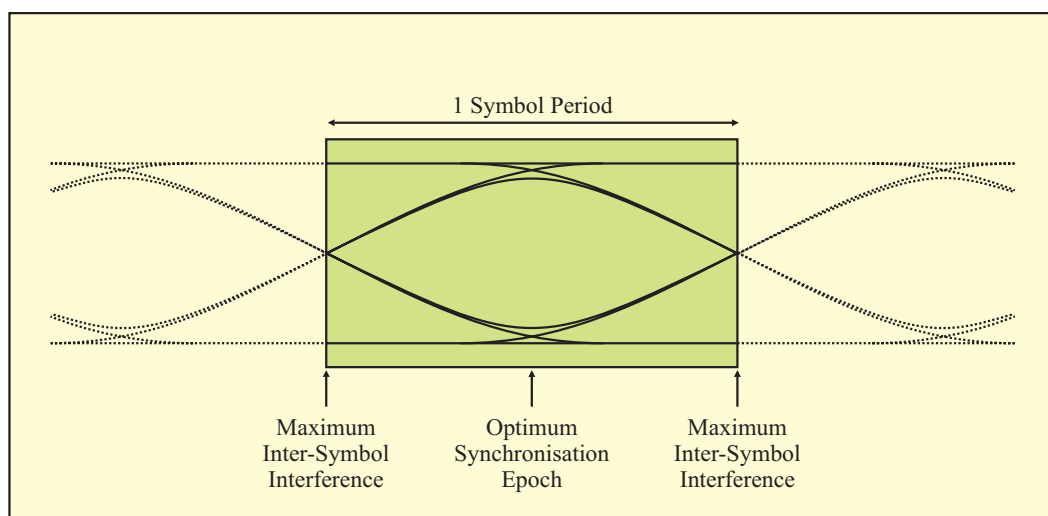 1 Symbol Period
Maximum
Inter-Symbol
Interference
Optimum
Synchronisation
Epoch
Maximum
Inter-Symbol
Interference